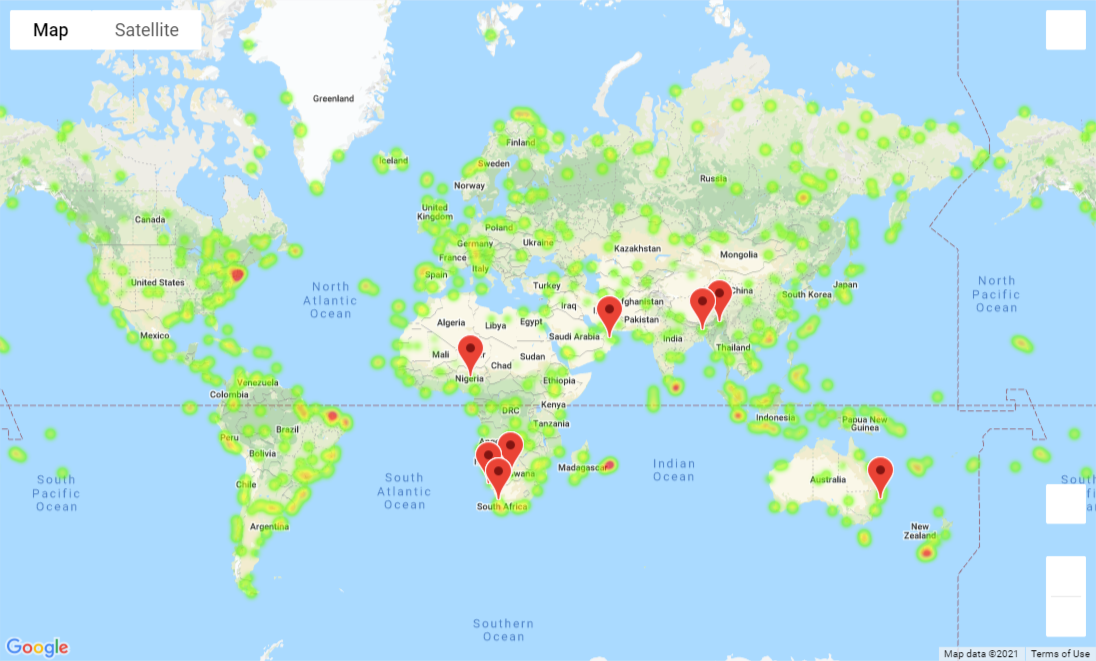 Map
Satellite
Greenland
Iceland
Finland
Sweden
Norway
Russia
United
Kingdom
Canada
Poland
Germany
Ukraine
Kazakhstan
France
Mongolia
Italy
Spain
United States
Turkey
China
South Korea
Japan
North
Atlantic
Ocean
North
Pacific
Ocean
Iraq
fghanistan
Algeria
Libya
Egypt
Pakistan
Saudi Arabia
India
Mexico
Mali
Chad
Sudan
Thailand
Nigeria
Ethiopia
Venezuela
Colombia
Kenya
DRC
Indonesia
Papua New
Guinea
Tanzania
Brazil
Peru
Bolivia
Madagascar
wana
South
Pacific
Ocean
South
Atlantic
Ocean
Indian
Ocean
Australia
Chile
South Africa
Argentina
New
Zealand
Southern
Ocean
Google
Map data ©2021
Terms of Use